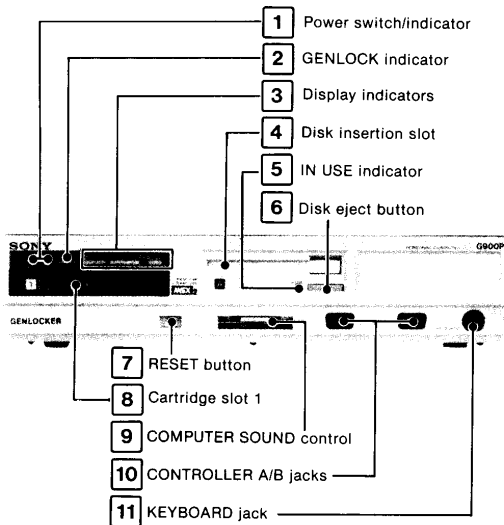 1 Power switch/indicator
2 GENLOCK indicator
3 Display indicators
4 Disk insertion slot
5 IN USE indicator
6 Disk eject button
SONY
G900P
1
MSX
GENLOCKER
7 RESET button
8 Cartridge slot 1
9 COMPUTER SOUND control
10 CONTROLLER A/B jacks
11 KEYBOARD jack